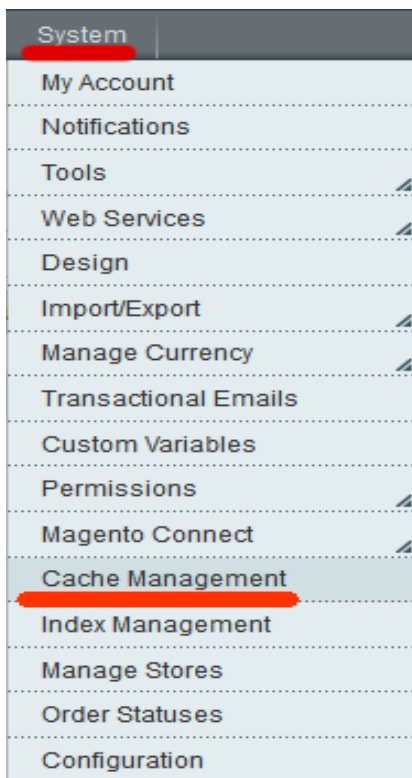 System
My Account
Notifications
Tools
Web Services
Design
Import/Export
Manage Currency
Transactional Emails
Custom Variables
Permissions
Magento Connect
Cache Management
Index Management
Manage Stores
Order Statuses
Configuration